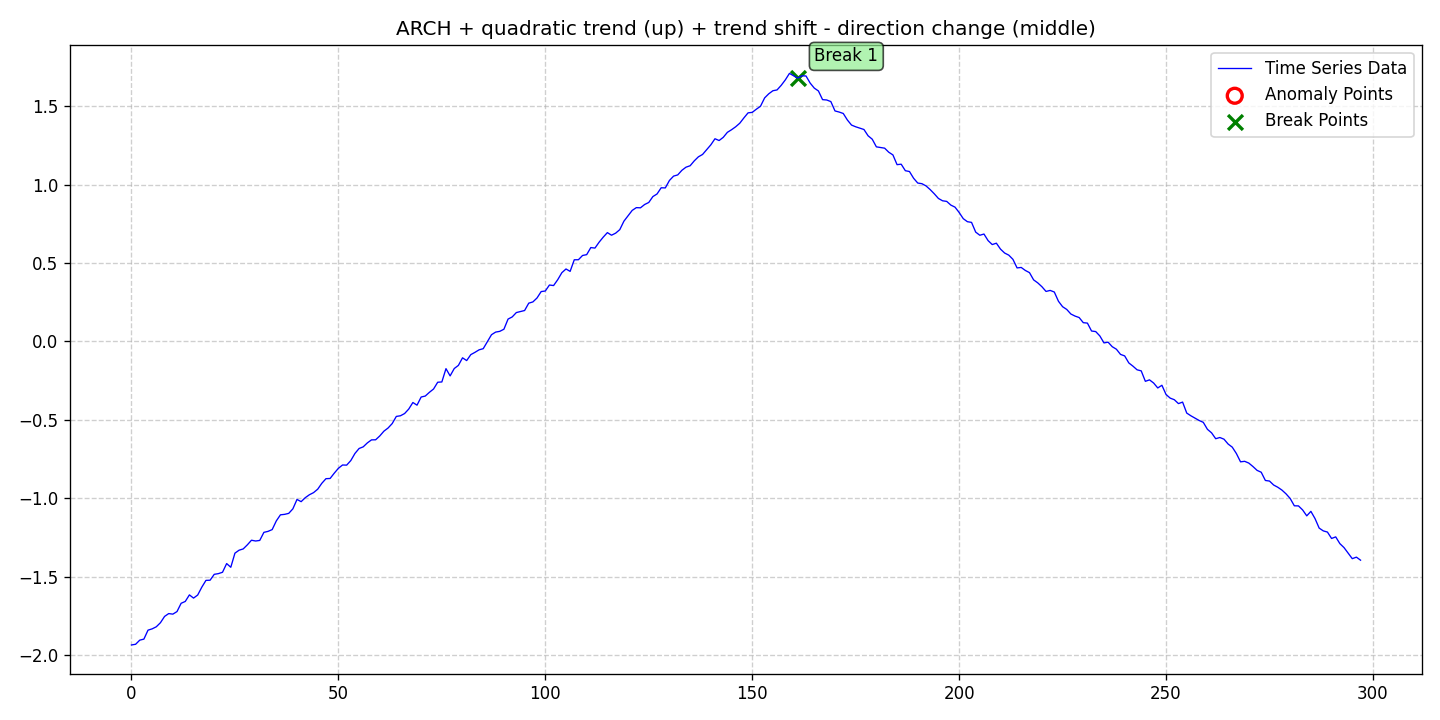 ARCH + quadratic trend (up) + trend shift - direction change (middle)
Break 1
Time Series Data
Anomaly Points
Break Points
1.5
1.0
0.5
0.0
−0.5
−1.0
−1.5
−2.0
0 50 100 150 200 250 300